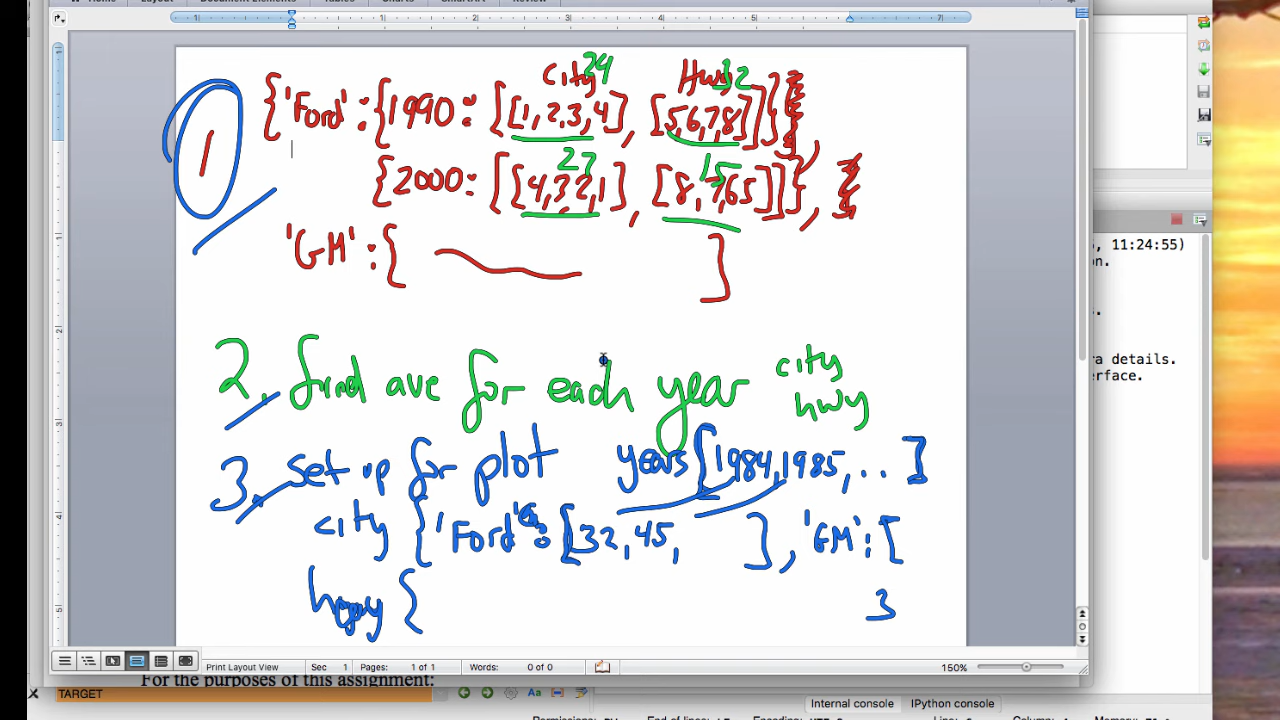 City 24 Hwy 32
1 {'Ford' : {1990 : [[1,2,3,4], [5,6,7,8]]}
27 15
{2000 : [[4,3,2,1], [8,7,6,5]]},
'GM' : { ]
2. find ave for each year city
hwy
3. set up for plot years [1984, 1985, . . ]
city { 'Ford' : [32, 45, ], 'GM' : [
hwy { }
Print Layout View Sec 1 Pages: 1 of 1 Words: 0 of 0 150%
For the purposes of this assignment:
TARGET
, 11:24:55)
on.
ra details.
erface.
Internal console IPython console